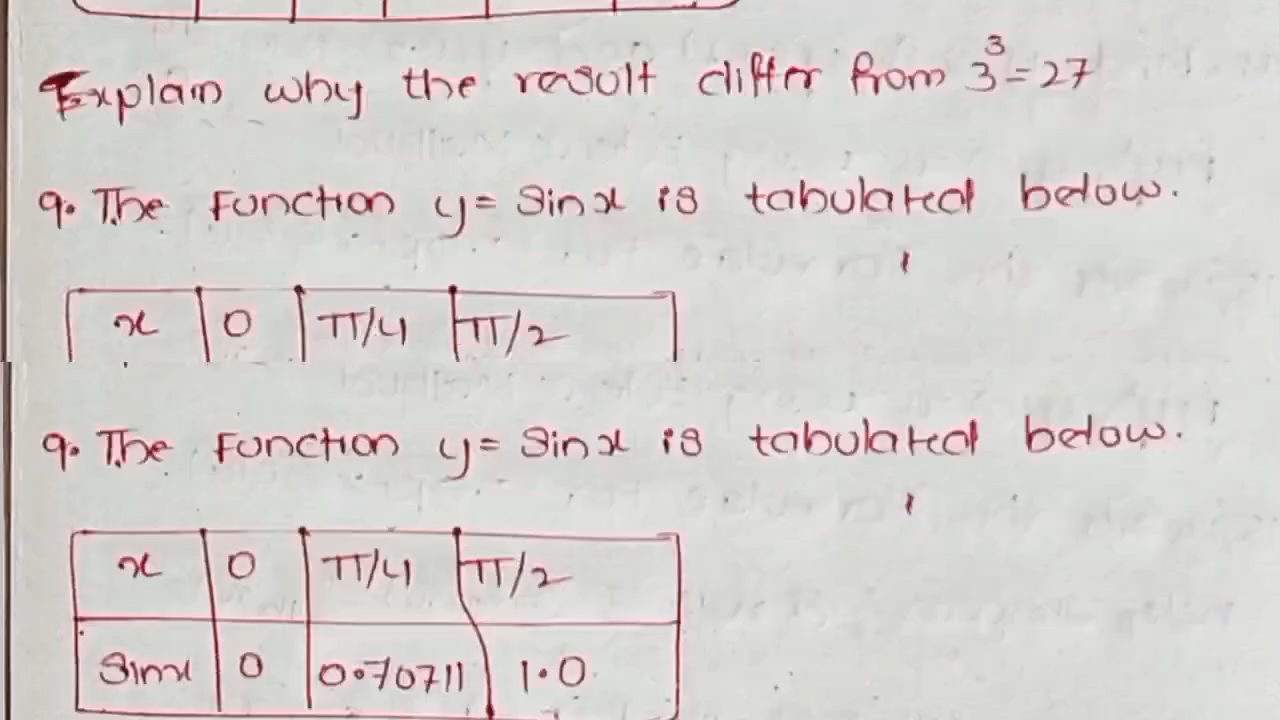 Explain why the result differ from 3³=27
9. The Function y= Sinx is tabulated below.
x 0 π/4 π/2
9. The Function y= Sinx is tabulated below.
x 0 π/4 π/2
Sinx 0 0.70711 1.0